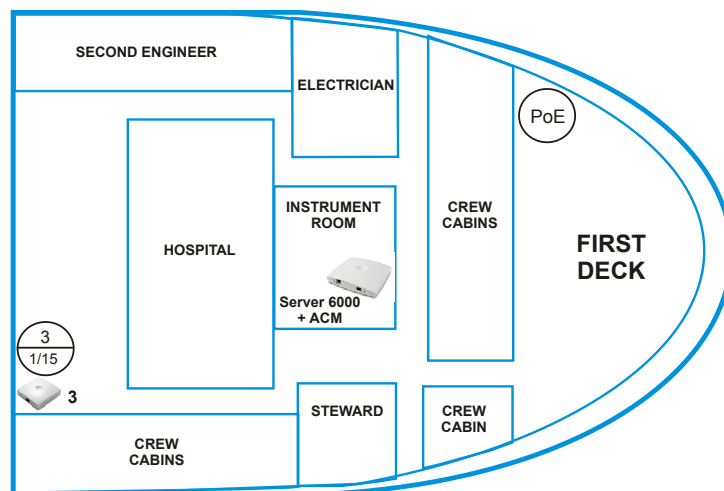 SECOND ENGINEER
ELECTRICIAN
PoE
HOSPITAL
INSTRUMENT
ROOM
Server 6000
+ ACM
CREW
CABINS
FIRST
DECK
3
1/15
3
CREW
CABINS
STEWARD
CREW
CABIN